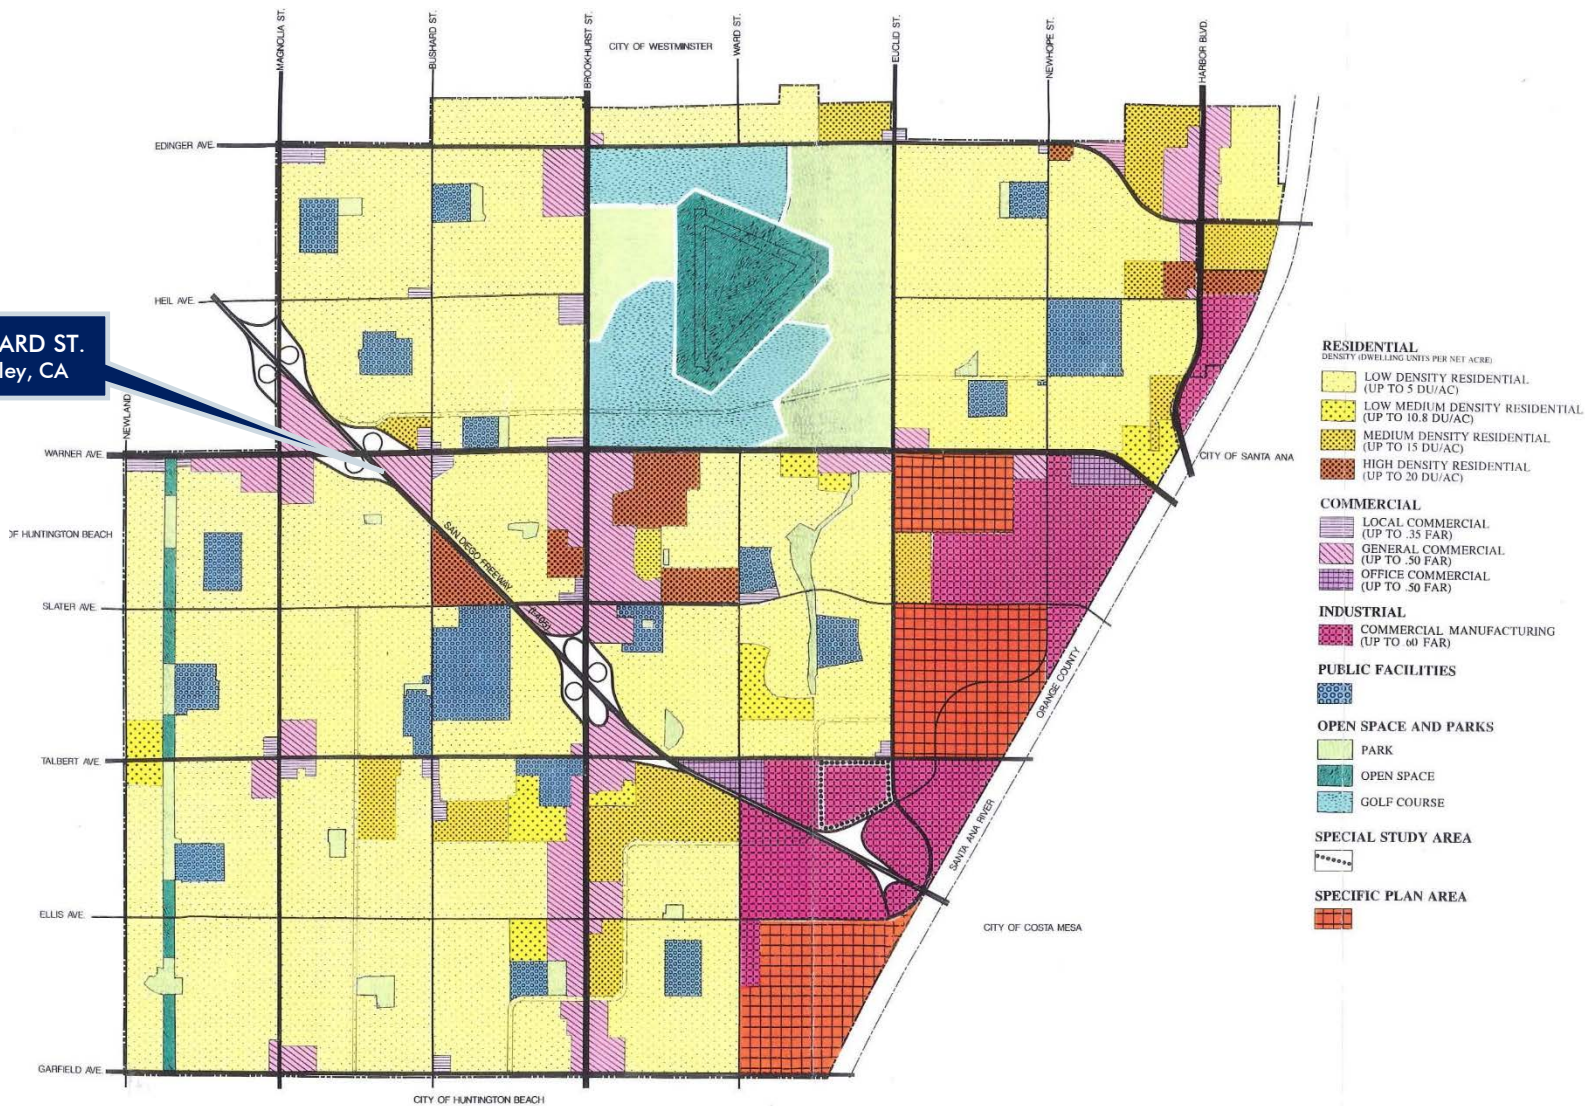 MAGNOLIA ST.
BUSHARD ST.
BROOKHURST ST.
CITY OF WESTMINSTER
WARD ST.
EUCLID ST.
NEWHOPE ST.
HARBOR BLVD.
EDINGER AVE.
HEIL AVE.
ARD ST.
ley, CA
NEWLAND
WARNER AVE.
CITY OF SANTA ANA
OF HUNTINGTON BEACH
SAN DIEGO FREEWAY
(I-405)
SLATER AVE.
ORANGE COUNTY
TALBERT AVE.
SANTA ANA RIVER
ELLIS AVE.
CITY OF COSTA MESA
GARFIELD AVE.
CITY OF HUNTINGTON BEACH
RESIDENTIAL
DENSITY (DWELLING UNITS PER NET ACRE)
LOW DENSITY RESIDENTIAL
(UP TO 5 DU/AC)
LOW MEDIUM DENSITY RESIDENTIAL
(UP TO 10.8 DU/AC)
MEDIUM DENSITY RESIDENTIAL
(UP TO 15 DU/AC)
HIGH DENSITY RESIDENTIAL
(UP TO 20 DU/AC)
COMMERCIAL
LOCAL COMMERCIAL
(UP TO .35 FAR)
GENERAL COMMERCIAL
(UP TO .50 FAR)
OFFICE COMMERCIAL
(UP TO .50 FAR)
INDUSTRIAL
COMMERCIAL MANUFACTURING
(UP TO .60 FAR)
PUBLIC FACILITIES
OPEN SPACE AND PARKS
PARK
OPEN SPACE
GOLF COURSE
SPECIAL STUDY AREA
SPECIFIC PLAN AREA